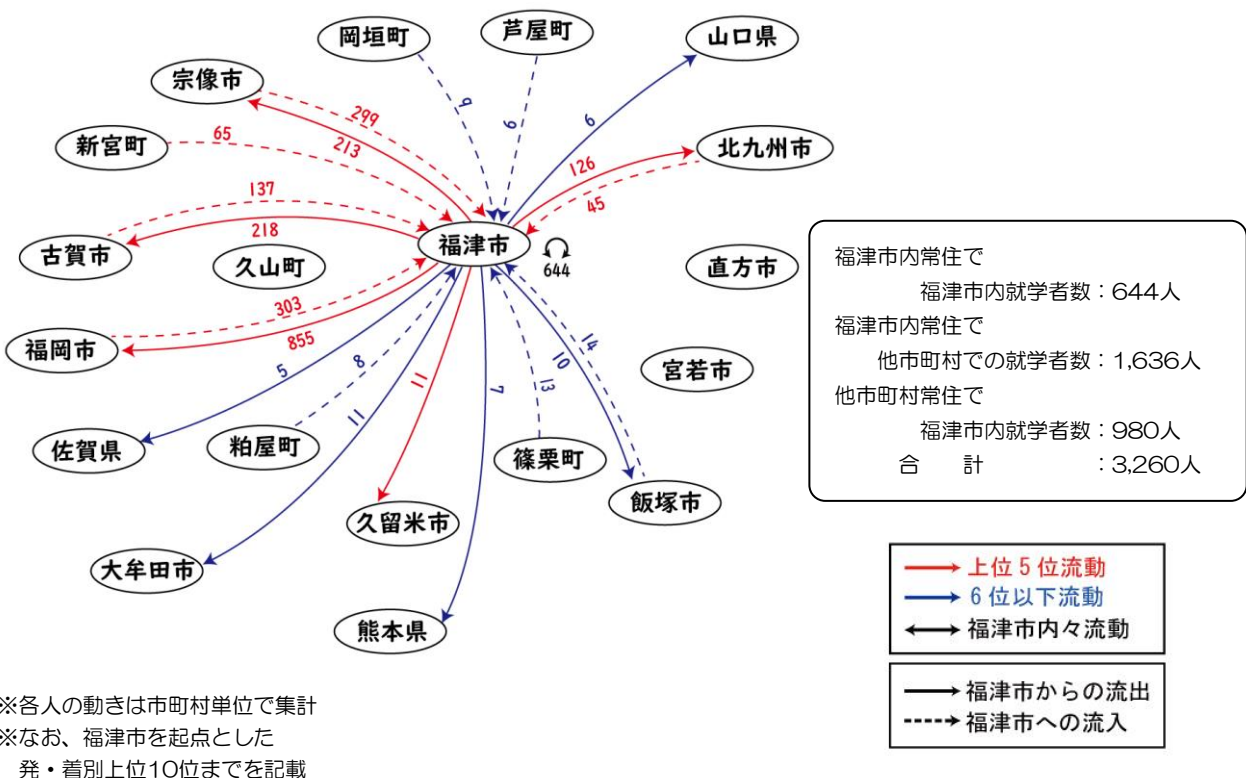 岡垣町
芦屋町
山口県
宗像市
9
9
6
299
新宮町
65
213
126
北九州市
45
137
古賀市
218
福津市
644
久山町
直方市
303
福岡市
855
宮若市
5
8
11
11
7
13
10
14
佐賀県
粕屋町
篠栗町
飯塚市
久留米市
大牟田市
熊本県
福津市内常住で
福津市内就学者数：644人
福津市内常住で
他市町村での就学者数：1,636人
他市町村常住で
福津市内就学者数：980人
合　計　：3,260人
上位5位流動
6位以下流動
福津市内々流動
福津市からの流出
福津市への流入
※各人の動きは市町村単位で集計
※なお、福津市を起点とした
発・着別上位10位までを記載